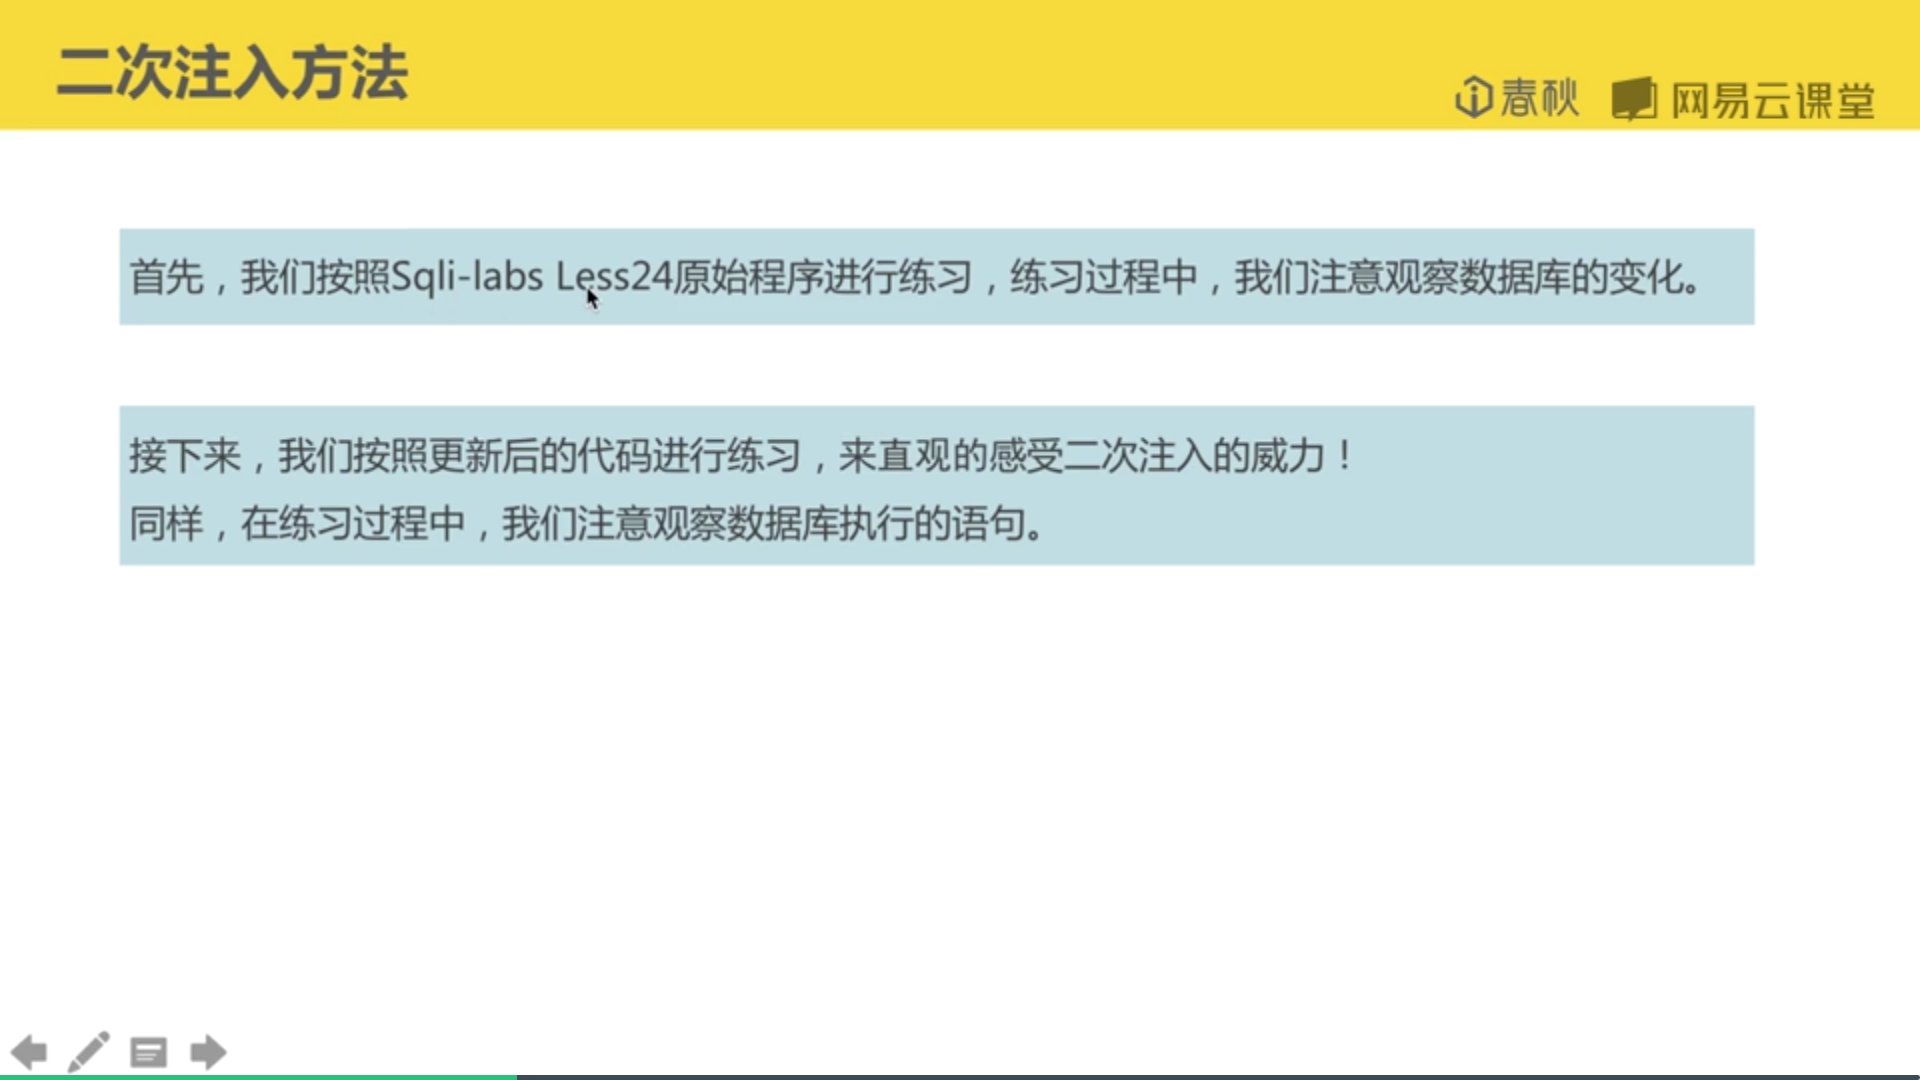 二次注入方法
春秋 网易云课堂
首先，我们按照Sqli-labs Less24原始程序进行练习，练习过程中，我们注意观察数据库的变化。
接下来，我们按照更新后的代码进行练习，来直观的感受二次注入的威力！
同样，在练习过程中，我们注意观察数据库执行的语句。